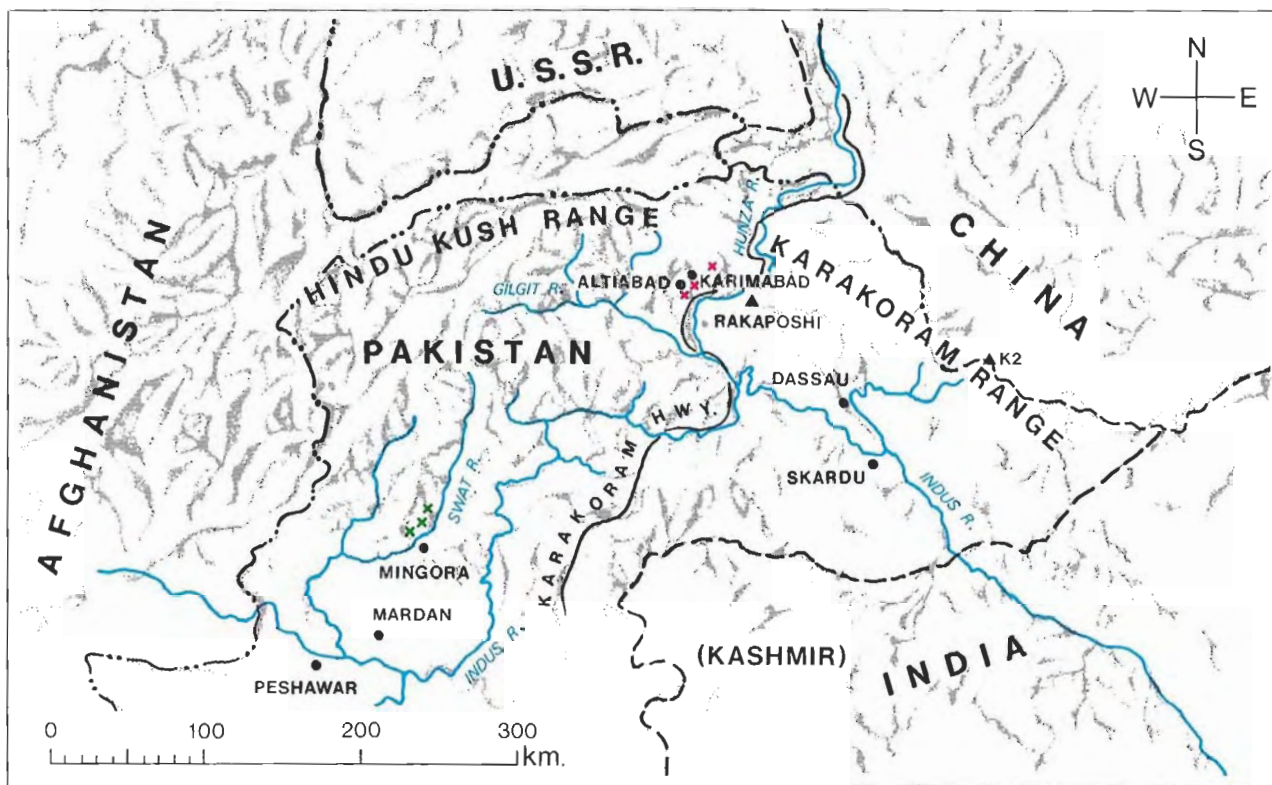 U. S. S. R.
N
W E
S
AFGHANISTAN
HINDU KUSH RANGE
HUNZA R.
CHINA
KARAKORAM RANGE
GILGIT R.
ALTIABAD
KARIMABAD
RAKAPOSHI
PAKISTAN
K2
DASSAU
KARAKORAM HWY.
SKARDU
SWAT R.
INDUS R.
MINGORA
MARDAN
INDUS R.
PESHAWAR
(KASHMIR)
INDIA
0 100 200 300
km.